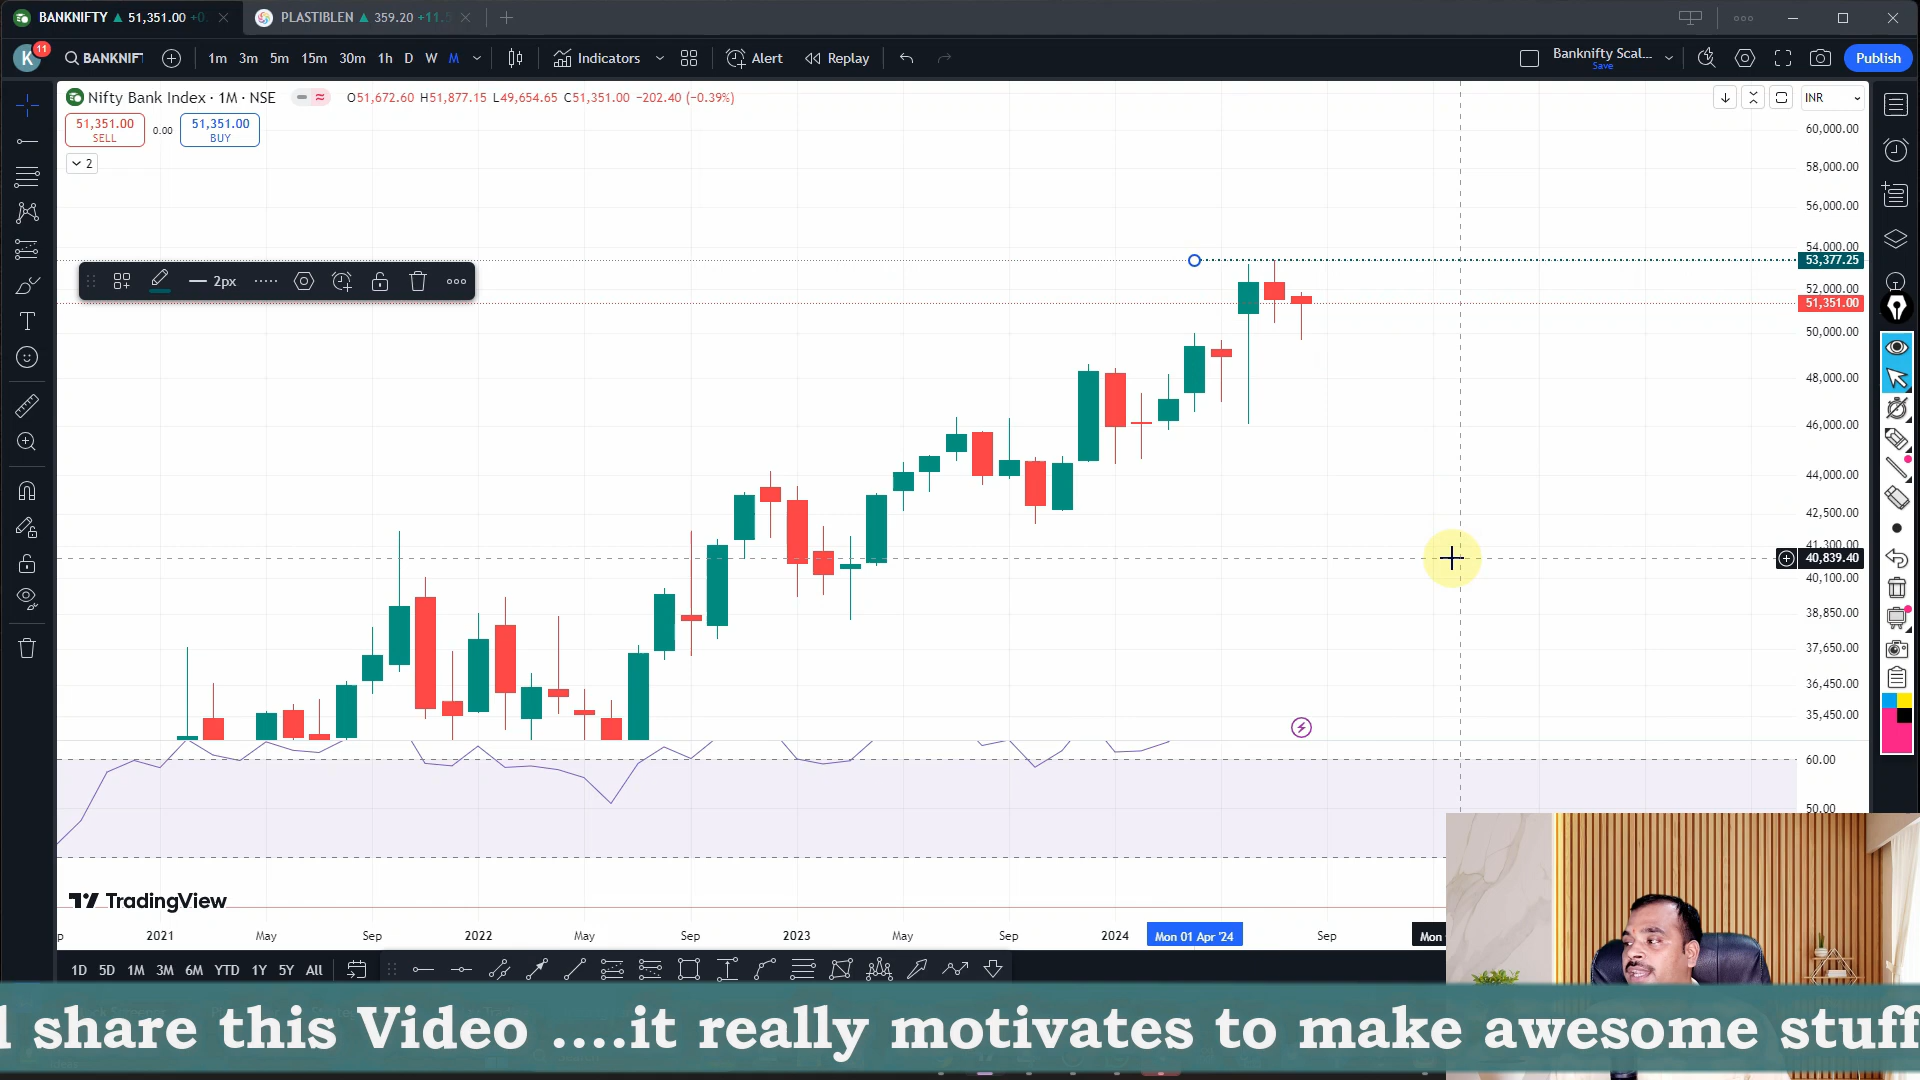 BANKNIFTY ▲ 51,351.00 +0.
PLASTIBLEN ▲ 359.20 +11.5
K
11
BANKNIF
1m 3m 5m 15m 30m 1h D W M
Indicators
Alert
Replay
Banknifty Scal...
Save
Publish
Nifty Bank Index · 1M · NSE
O51,672.60 H51,877.15 L49,654.65 C51,351.00 −202.40 (−0.39%)
INR
51,351.00
SELL
0.00
51,351.00
BUY
2
2px
60,000.00
58,000.00
56,000.00
54,000.00
53,377.25
52,000.00
51,351.00
50,000.00
48,000.00
46,000.00
44,000.00
42,500.00
41,300.00
40,839.40
40,100.00
38,850.00
37,650.00
36,450.00
35,450.00
60.00
50.00
TradingView
2021 May Sep 2022 May Sep 2023 May Sep 2024 Mon 01 Apr '24 Sep Mon
1D 5D 1M 3M 6M YTD 1Y 5Y All
share this Video ....it really motivates to make awesome stuff